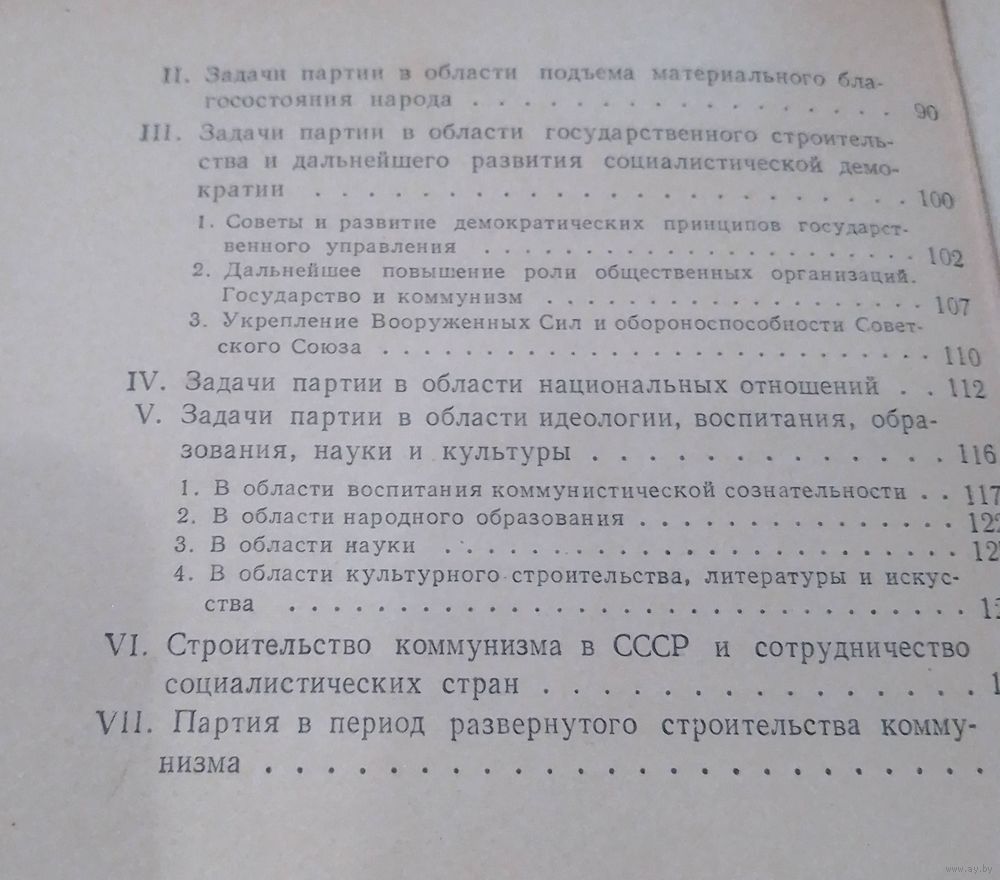 II. Задачи партии в области подъема материального бла-
госостояния народа . . . . . . . . . . . . . . . . 90
III. Задачи партии в области государственного строитель-
ства и дальнейшего развития социалистической демо-
кратии . . . . . . . . . . . . . . . . . . . . 100
1. Советы и развитие демократических принципов государст-
венного управления . . . . . . . . . . . . . . . . . 102
2. Дальнейшее повышение роли общественных организаций.
Государство и коммунизм . . . . . . . . . . . . . . . 107
3. Укрепление Вооруженных Сил и обороноспособности Совет-
ского Союза . . . . . . . . . . . . . . . . . . . . . 110
IV. Задачи партии в области национальных отношений . . 112
V. Задачи партии в области идеологии, воспитания, обра-
зования, науки и культуры . . . . . . . . . . . . . 116
1. В области воспитания коммунистической сознательности . . 117
2. В области народного образования . . . . . . . . . . . . . . .
3. В области науки . . . . . . . . . . . . . . . . . . . . .
4. В области культурного строительства, литературы и искус-
ства . . . . . . . . . . . . . . . . . . . . . . . . .
VI. Строительство коммунизма в СССР и сотрудничество
социалистических стран . . . . . . . . . . . . . . .
VII. Партия в период развернутого строительства комму-
низма . . . . . . . . . . . . . . . . . . . . . . .
www.ay.by